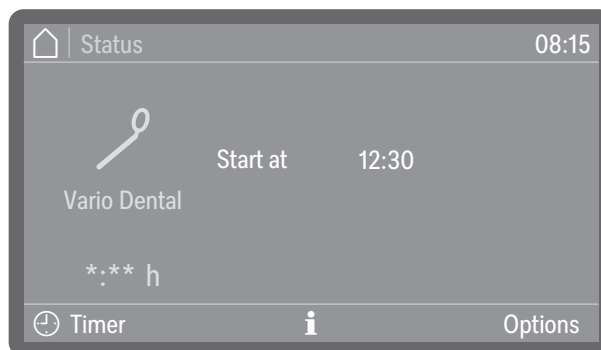 Status 08:15
Start at 12:30
Vario Dental
*:** h
Timer i Options